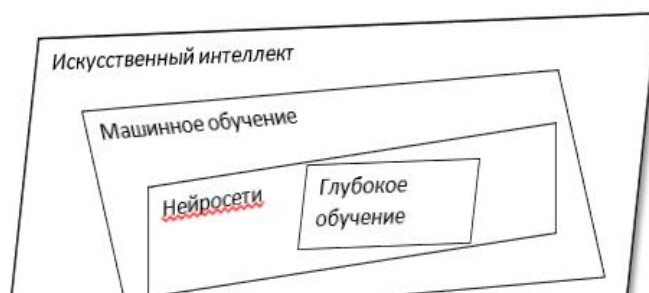 Искусственный интеллект
Машинное обучение
Нейросети
Глубокое
обучение